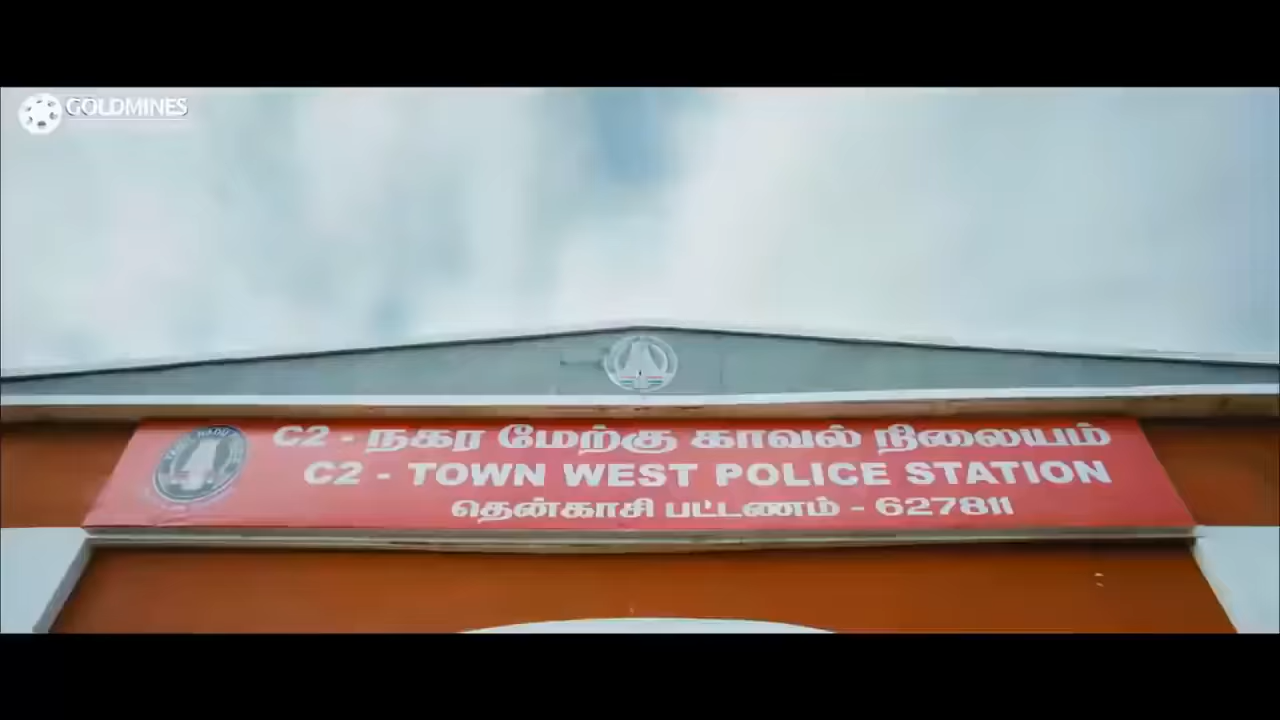 GOLDMINES
C2 - நகர மேற்கு காவல் நிலையம்
C2 - TOWN WEST POLICE STATION
தென்காசி பட்டணம் - 627811